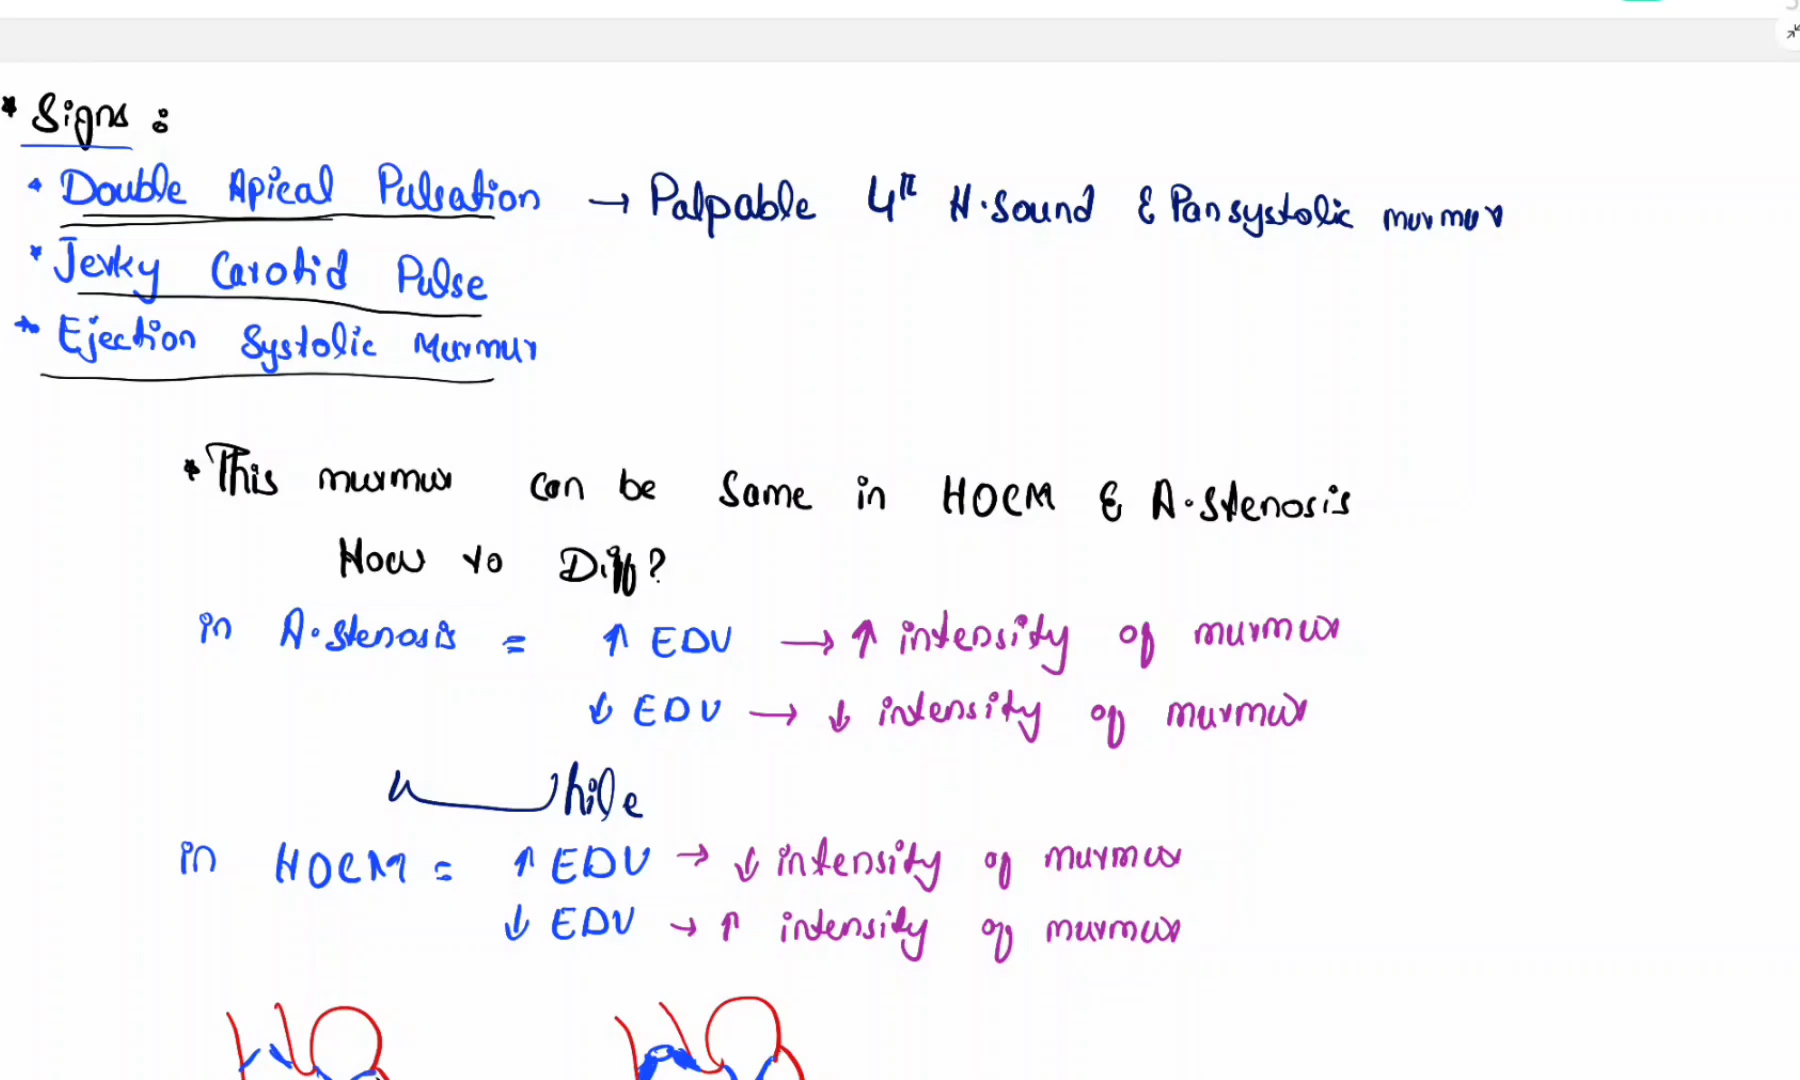 * Signs :
• Double Apical Pulsation → Palpable 4th H.Sound & Pansystolic murmur
* Jerky Carotid Pulse
* Ejection Systolic Murmur
* This murmur can be Same in HOCM & A.Stenosis
How to Diff?
in A.Stenosis = ↑ EDV → ↑ intensity of murmur
↓ EDV → ↓ intensity of murmur
While
in HOCM = ↑ EDV → ↓ intensity of murmur
↓ EDV → ↑ intensity of murmur